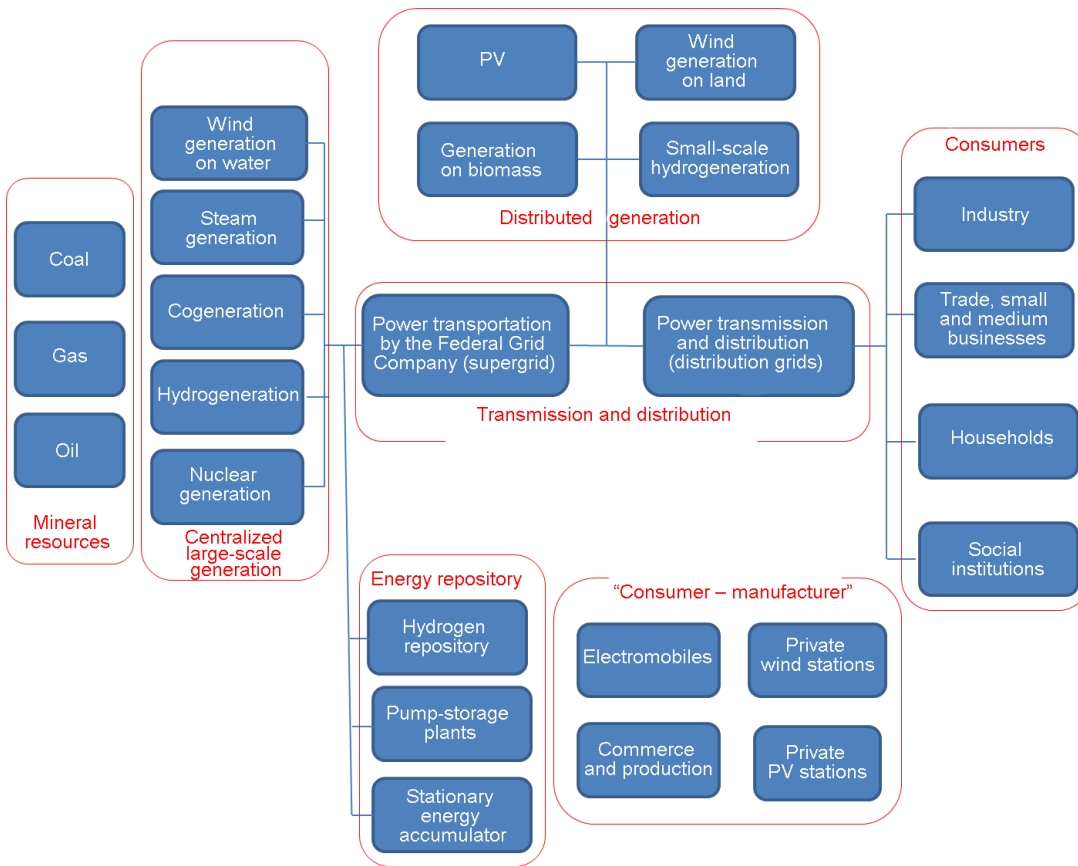 Coal
Gas
Oil
Mineral
resources
Wind
generation
on water
Steam
generation
Cogeneration
Hydrogeneration
Nuclear
generation
Centralized
large-scale
generation
PV
Wind
generation
on land
Generation
on biomass
Small-scale
hydrogeneration
Distributed generation
Power transportation
by the Federal Grid
Company (supergrid)
Power transmission
and distribution
(distribution grids)
Transmission and distribution
Energy repository
Hydrogen
repository
Pump-storage
plants
Stationary
energy
accumulator
“Consumer – manufacturer”
Electromobiles
Private
wind stations
Commerce
and production
Private
PV stations
Consumers
Industry
Trade, small
and medium
businesses
Households
Social
institutions